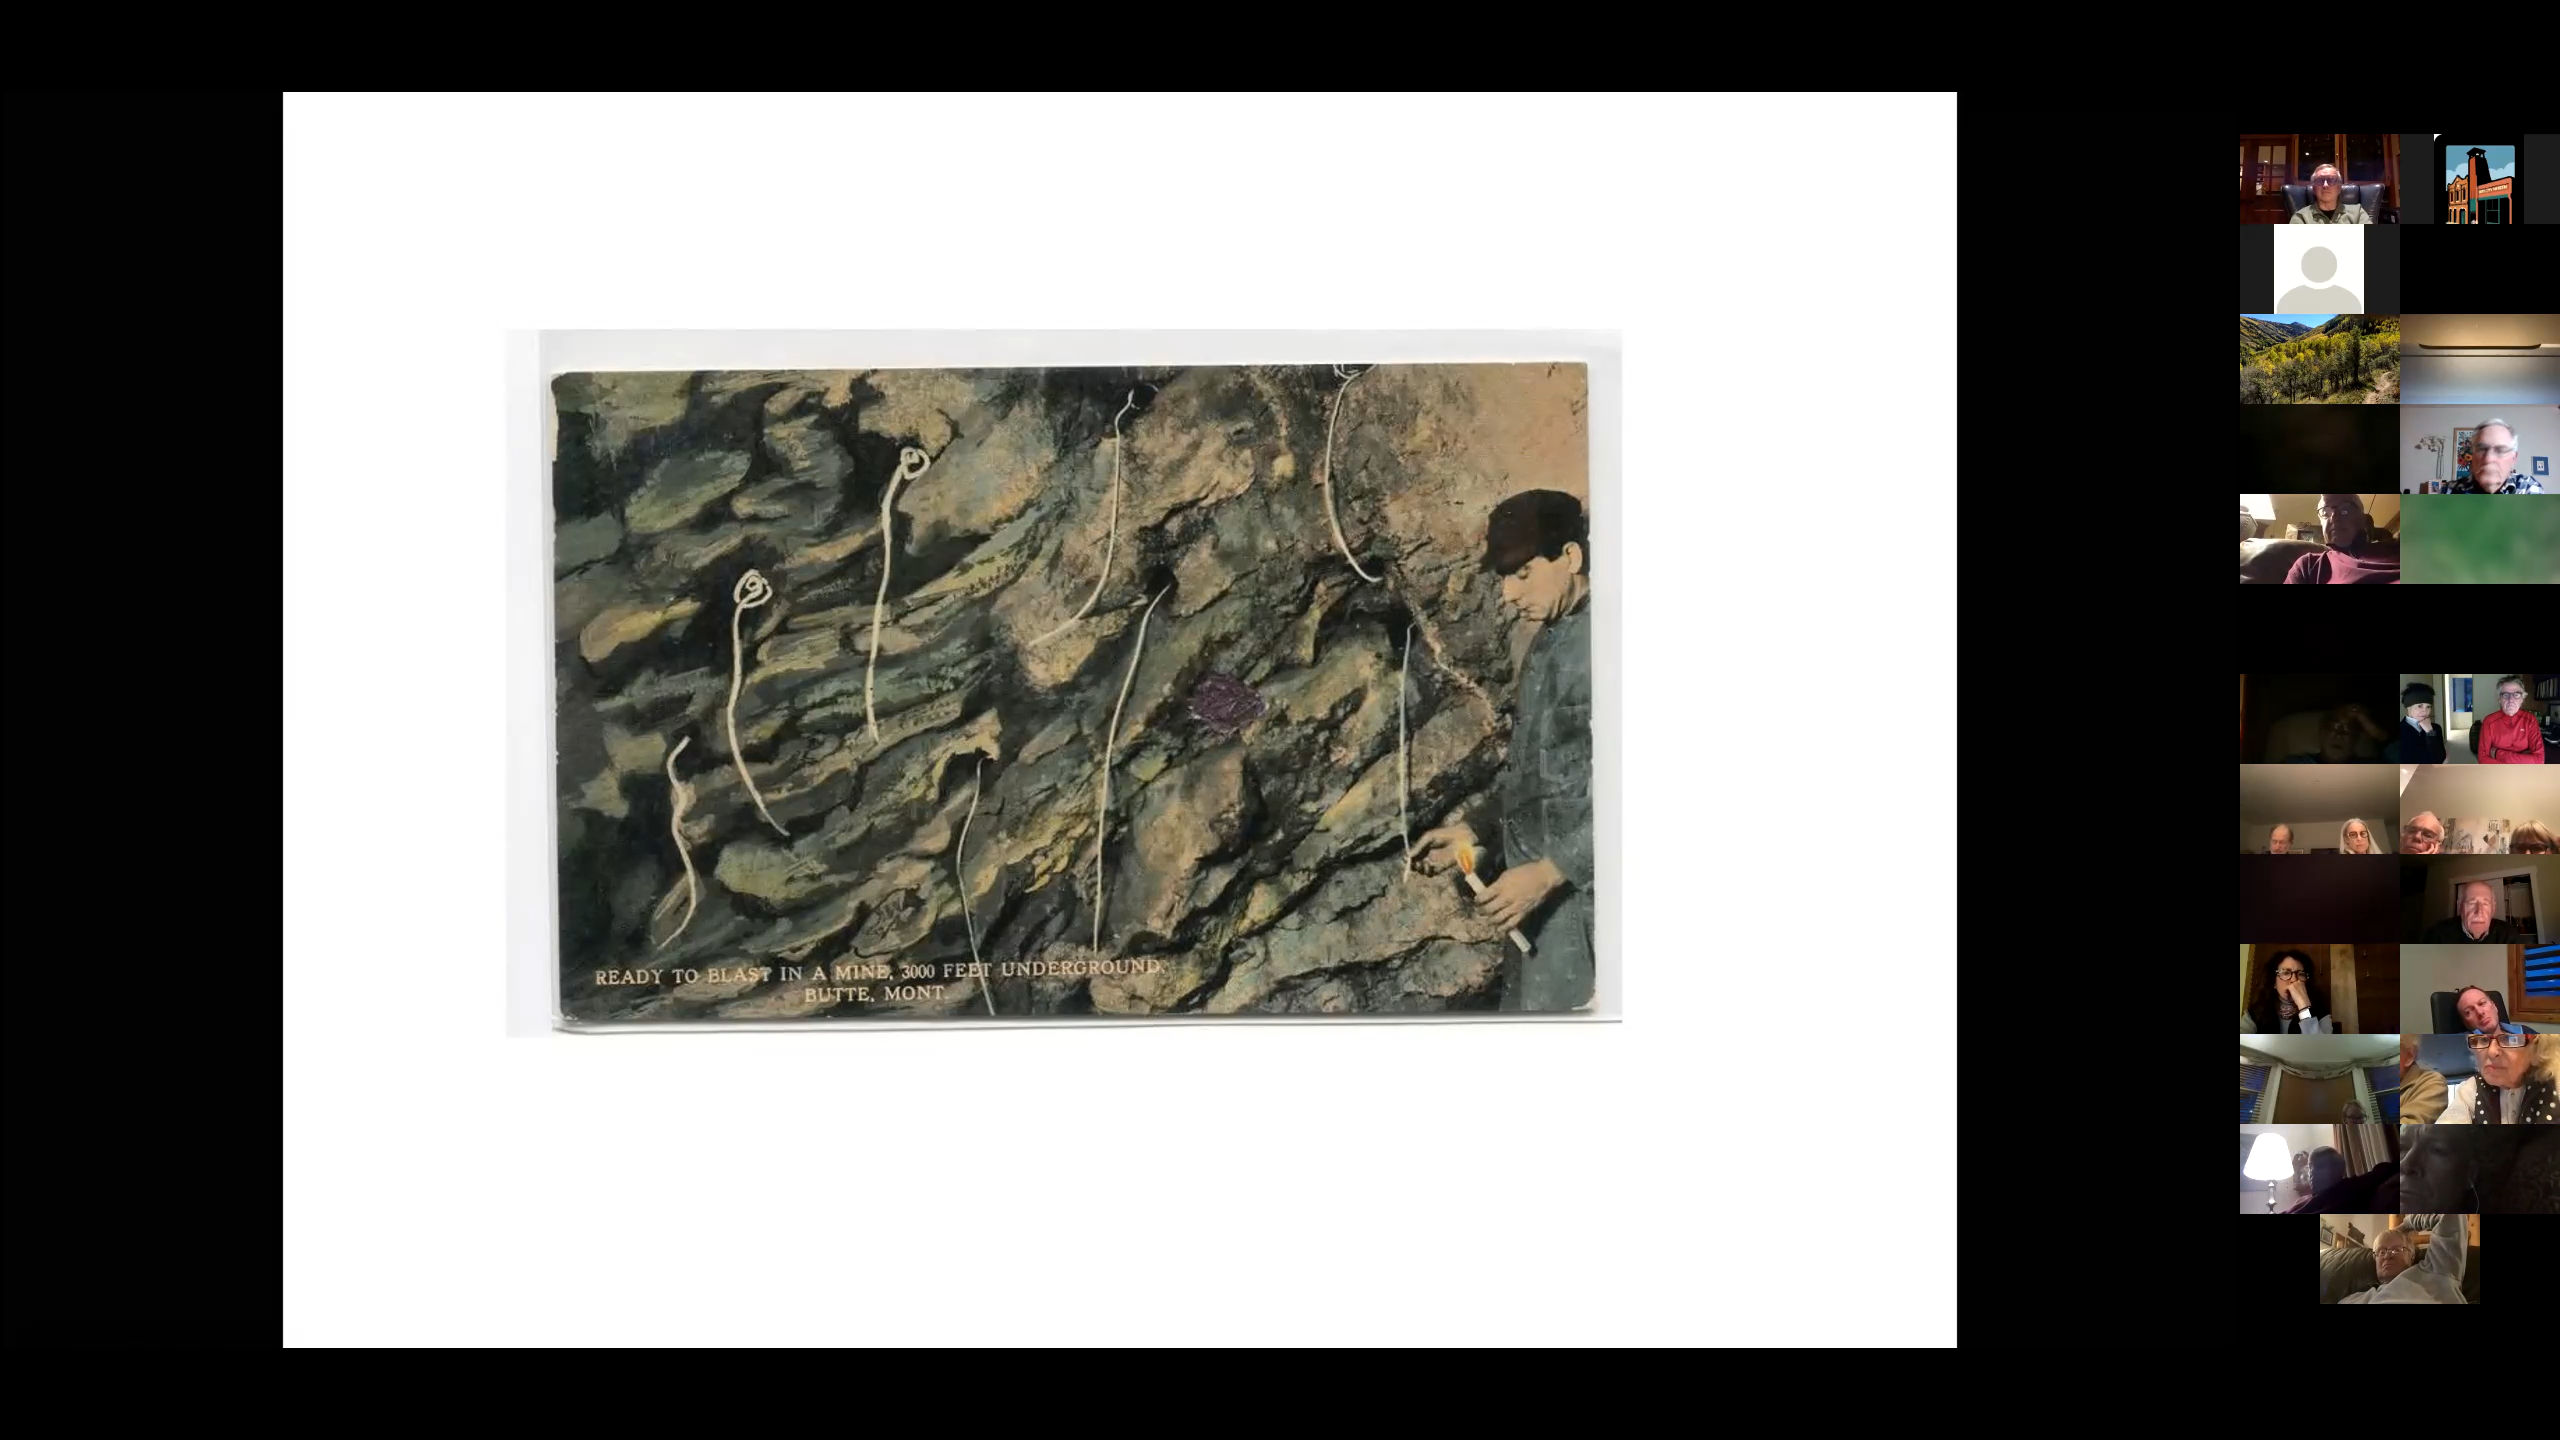 READY TO BLAST IN A MINE, 3000 FEET UNDERGROUND.
BUTTE, MONT.